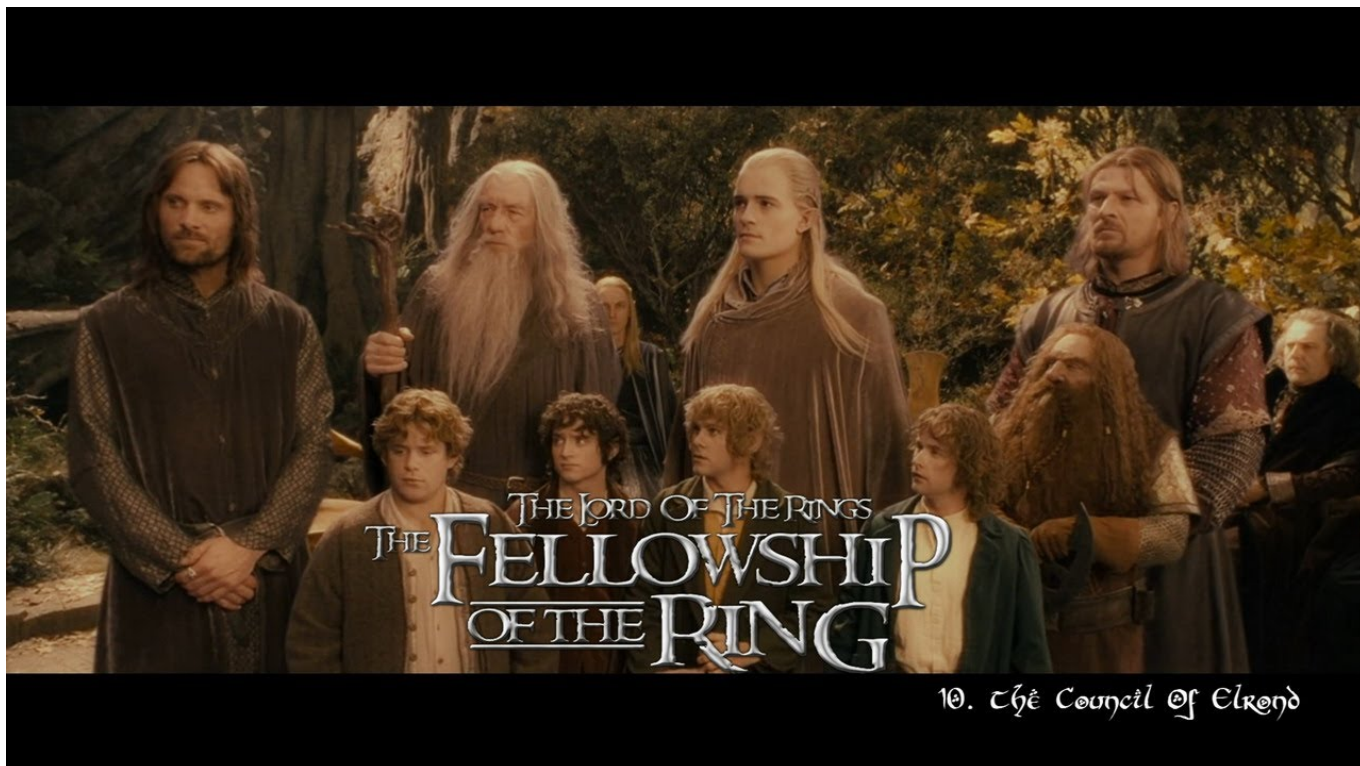 The Lord Of The Rings
The Fellowship
Of The Ring
10. The Council Of Elrond